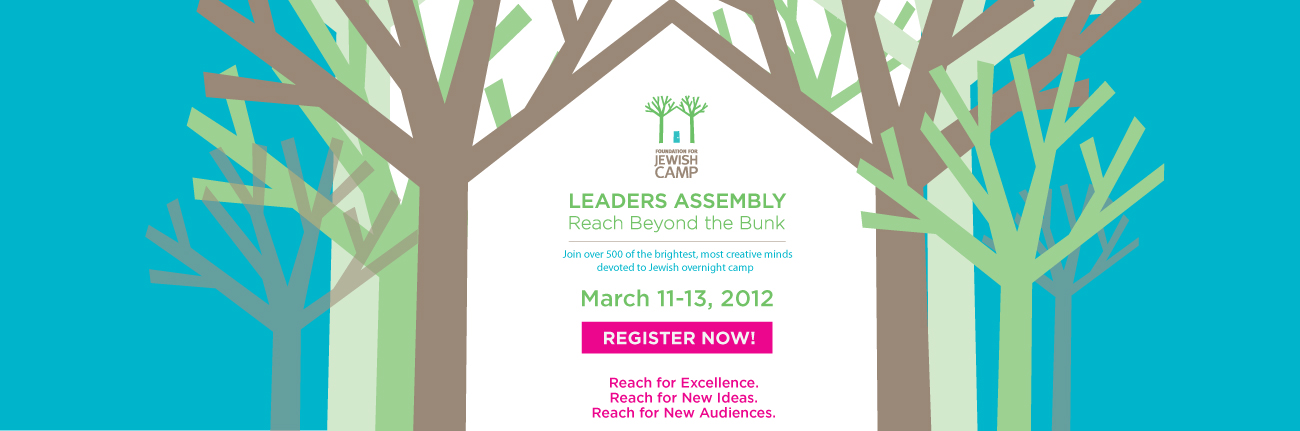 FOUNDATION FOR
JEWISH
CAMP
LEADERS ASSEMBLY
Reach Beyond the Bunk
Join over 500 of the brightest, most creative minds
devoted to Jewish overnight camp
March 11-13, 2012
REGISTER NOW!
Reach for Excellence.
Reach for New Ideas.
Reach for New Audiences.